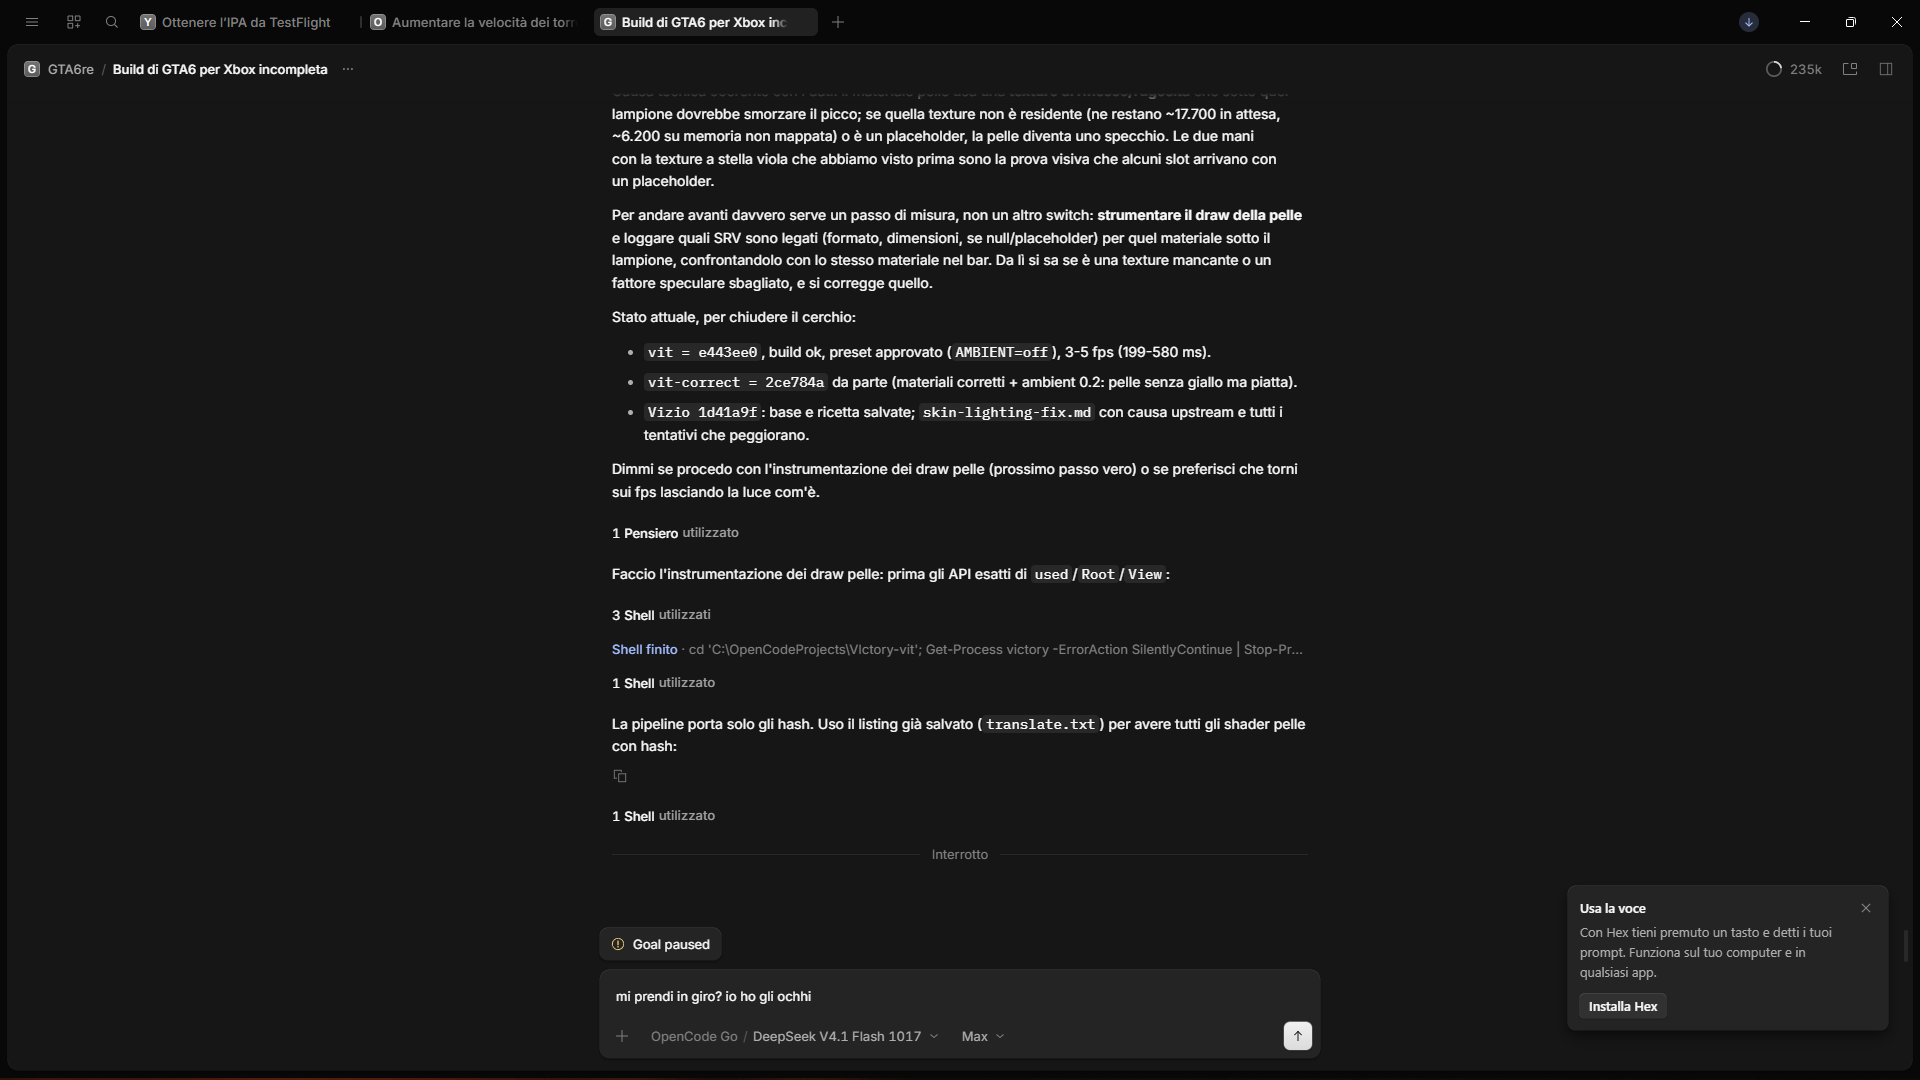 Y Ottenere l'IPA da TestFlight
O Aumentare la velocità dei torr
G Build di GTA6 per Xbox inc
G GTA6re / Build di GTA6 per Xbox incompleta ···
235k
lampione dovrebbe smorzare il picco; se quella texture non è residente (ne restano ~17.700 in attesa,
~6.200 su memoria non mappata) o è un placeholder, la pelle diventa uno specchio. Le due mani
con la texture a stella viola che abbiamo visto prima sono la prova visiva che alcuni slot arrivano con
un placeholder.
Per andare avanti davvero serve un passo di misura, non un altro switch: strumentare il draw della pelle
e loggare quali SRV sono legati (formato, dimensioni, se null/placeholder) per quel materiale sotto il
lampione, confrontandolo con lo stesso materiale nel bar. Da lì si sa se è una texture mancante o un
fattore speculare sbagliato, e si corregge quello.
Stato attuale, per chiudere il cerchio:
• vit = e443ee0, build ok, preset approvato (AMBIENT=off), 3-5 fps (199-580 ms).
• vit-correct = 2ce784a da parte (materiali corretti + ambient 0.2: pelle senza giallo ma piatta).
• Vizio 1d41a9f: base e ricetta salvate; skin-lighting-fix.md con causa upstream e tutti i
tentativi che peggiorano.
Dimmi se procedo con l'instrumentazione dei draw pelle (prossimo passo vero) o se preferisci che torni
sui fps lasciando la luce com'è.
1 Pensiero utilizzato
Faccio l'instrumentazione dei draw pelle: prima gli API esatti di used/Root/View:
3 Shell utilizzati
Shell finito · cd 'C:\OpenCodeProjects\VIctory-vit'; Get-Process victory -ErrorAction SilentlyContinue | Stop-Pr...
1 Shell utilizzato
La pipeline porta solo gli hash. Uso il listing già salvato (translate.txt) per avere tutti gli shader pelle
con hash:
1 Shell utilizzato
Interrotto
Goal paused
mi prendi in giro? io ho gli ochhi
OpenCode Go / DeepSeek V4.1 Flash 1017
Max
Usa la voce
Con Hex tieni premuto un tasto e detti i tuoi
prompt. Funziona sul tuo computer e in
qualsiasi app.
Installa Hex